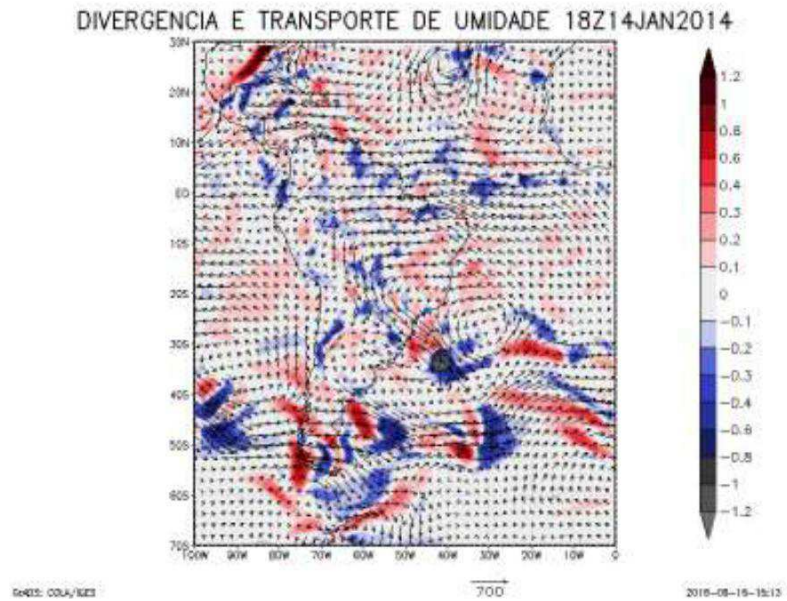 DIVERGENCIA E TRANSPORTE DE UMIDADE 18Z14JAN2014
30N
20N
10N
EQ
10S
20S
30S
40S
50S
60S
70S
100W 90W 80W 70W 60W 50W 40W 30W 20W 10W 0
1.2
1
0.8
0.6
0.4
0.3
0.2
0.1
0
-0.1
-0.2
-0.3
-0.4
-0.6
-0.8
-1
-1.2
700
GrADS: COLA/IGES